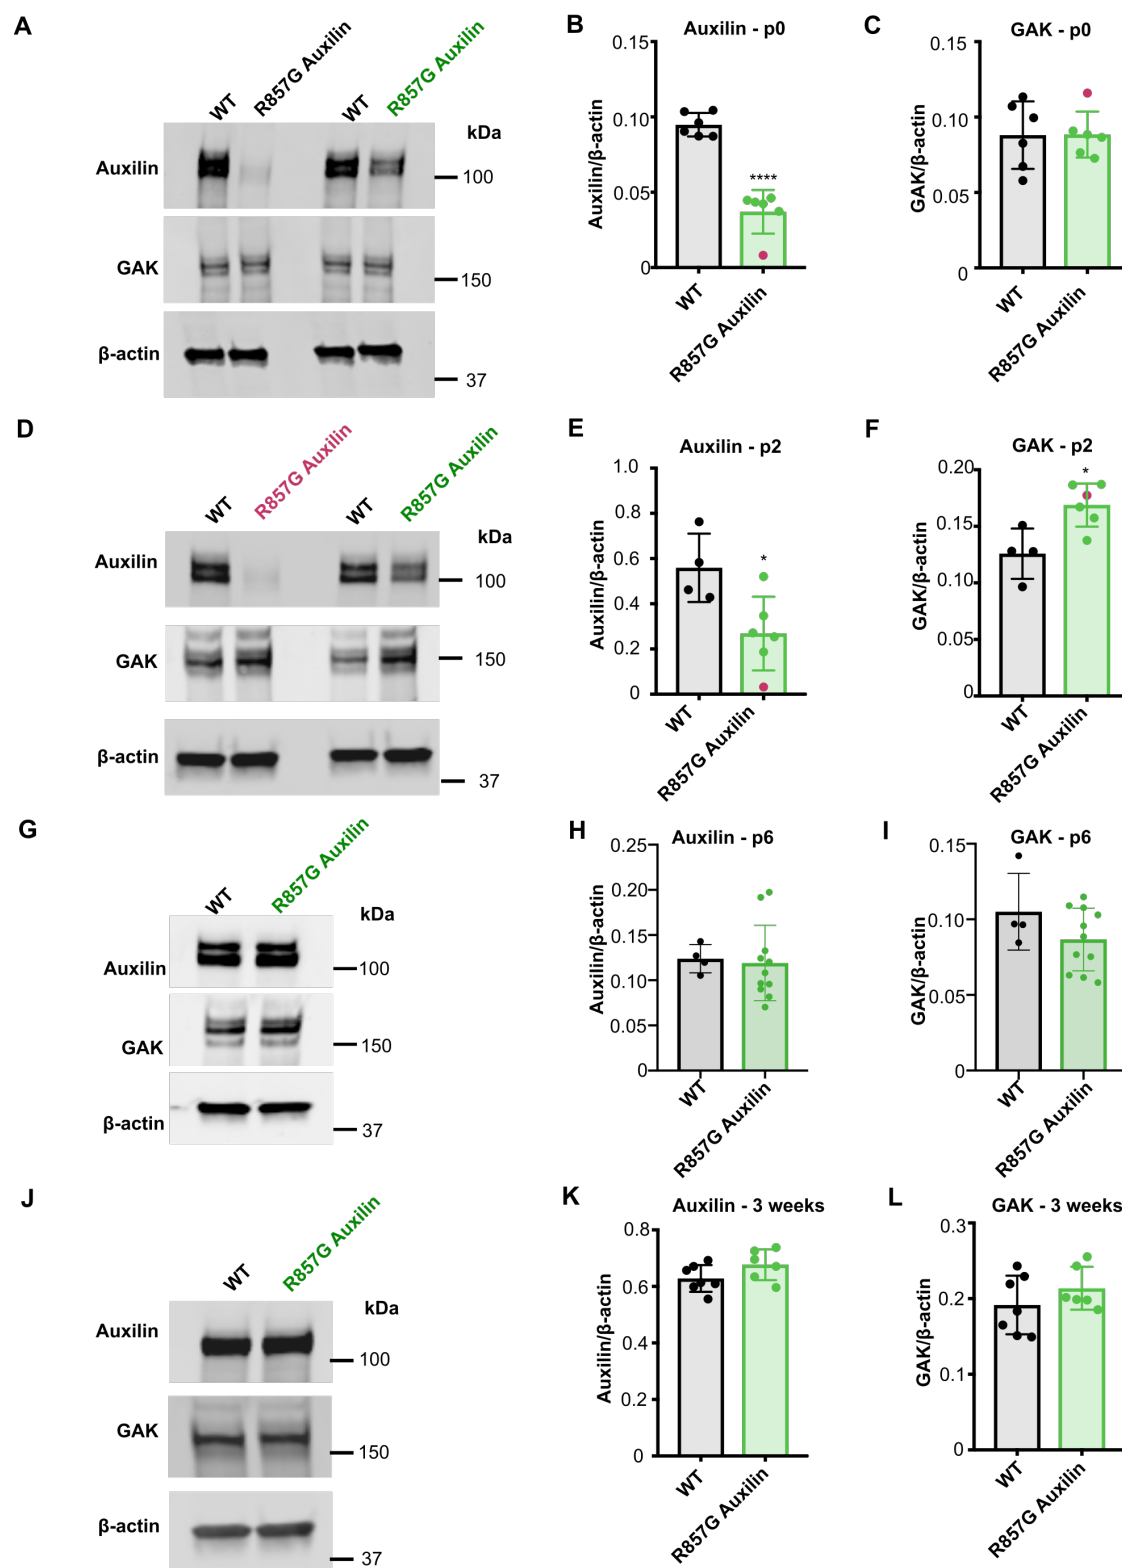 A
WT
R857G Auxilin
WT
R857G Auxilin
kDa
Auxilin
100
GAK
150
β-actin
37
B
Auxilin - p0
Auxilin/β-actin
0.15
0.10
0.05
0
****
WT
R857G Auxilin
C
GAK - p0
GAK/β-actin
0.15
0.10
0.05
0
WT
R857G Auxilin
D
WT
R857G Auxilin
WT
R857G Auxilin
kDa
Auxilin
100
GAK
150
β-actin
37
E
Auxilin - p2
Auxilin/β-actin
1.0
0.8
0.6
0.4
0.2
0
*
WT
R857G Auxilin
F
GAK - p2
GAK/β-actin
0.20
0.15
0.10
0.05
0
*
WT
R857G Auxilin
G
WT
R857G Auxilin
kDa
Auxilin
100
GAK
150
β-actin
37
H
Auxilin - p6
Auxilin/β-actin
0.25
0.20
0.15
0.10
0.05
0
WT
R857G Auxilin
I
GAK - p6
GAK/β-actin
0.15
0.10
0.05
0
WT
R857G Auxilin
J
WT
R857G Auxilin
kDa
Auxilin
100
GAK
150
β-actin
37
K
Auxilin - 3 weeks
Auxilin/β-actin
0.8
0.6
0.4
0.2
0
WT
R857G Auxilin
L
GAK - 3 weeks
GAK/β-actin
0.3
0.2
0.1
0
WT
R857G Auxilin